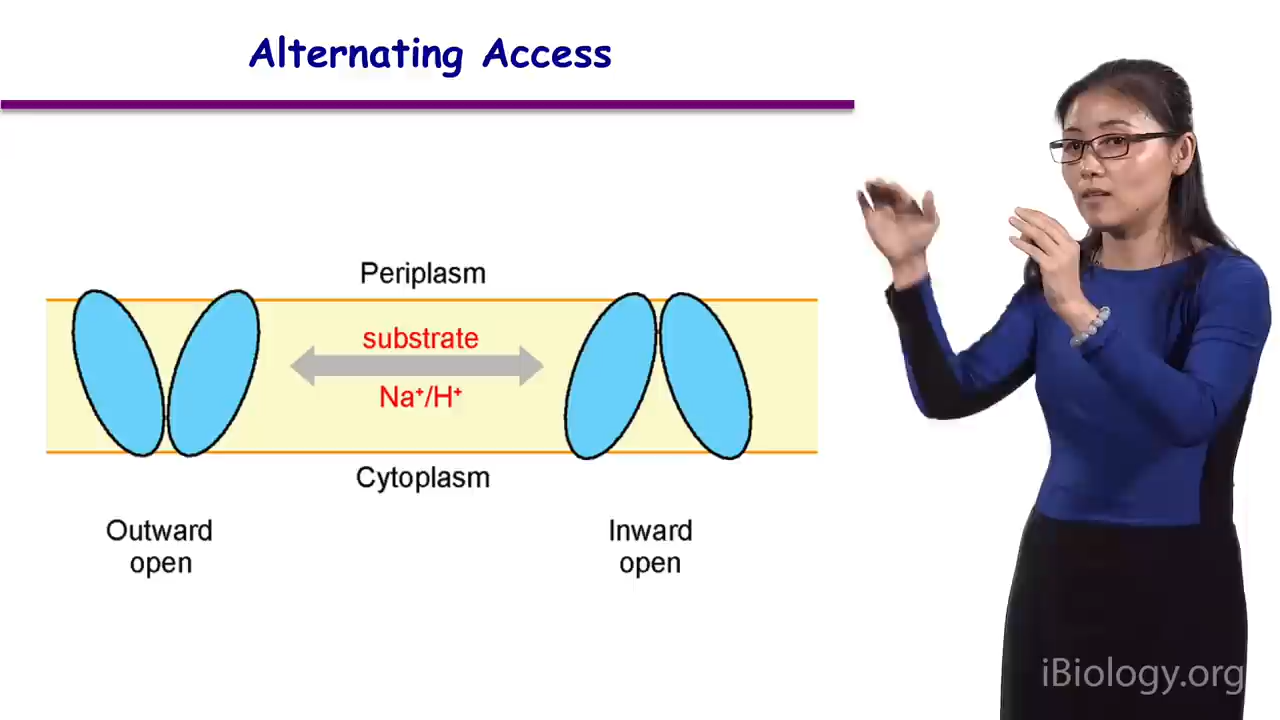 Alternating Access
Periplasm
substrate
Na⁺/H⁺
Cytoplasm
Outward
open
Inward
open
iBiology.org